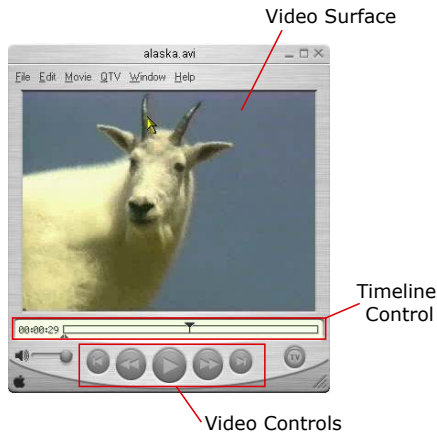 Video Surface
alaska.avi
File Edit Movie QTV Window Help
Timeline
Control
00:00:29
TV
Video Controls